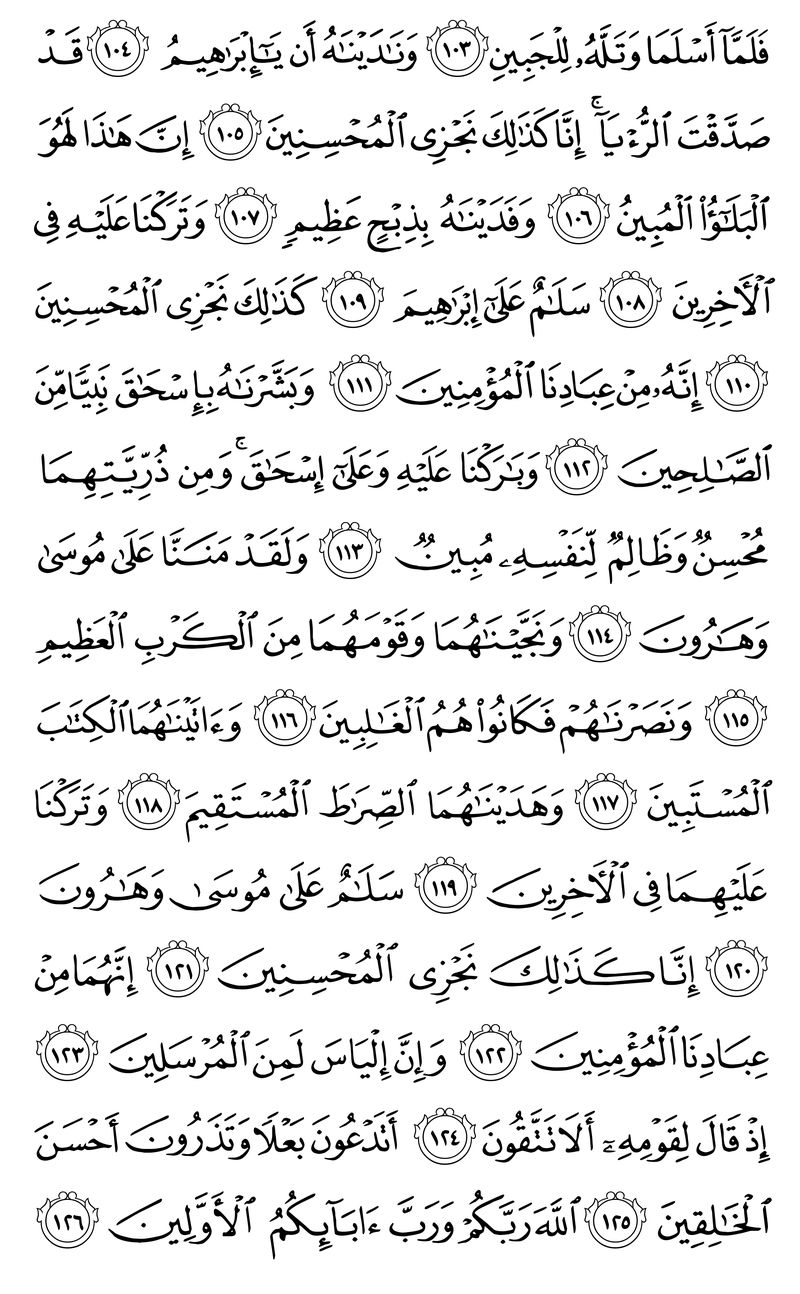 فَلَمَّآ أَسْلَمَا وَتَلَّهُۥ لِلْجَبِينِ ١٠٣ وَنَٰدَيْنَٰهُ أَن يَٰٓإِبْرَٰهِيمُ ١٠٤ قَدْ
صَدَّقْتَ ٱلرُّءْيَآ ۚ إِنَّا كَذَٰلِكَ نَجْزِى ٱلْمُحْسِنِينَ ١٠٥ إِنَّ هَٰذَا لَهُوَ
ٱلْبَلَٰٓؤُا۟ ٱلْمُبِينُ ١٠٦ وَفَدَيْنَٰهُ بِذِبْحٍ عَظِيمٍ ١٠٧ وَتَرَكْنَا عَلَيْهِ فِى
ٱلْءَاخِرِينَ ١٠٨ سَلَٰمٌ عَلَىٰٓ إِبْرَٰهِيمَ ١٠٩ كَذَٰلِكَ نَجْزِى ٱلْمُحْسِنِينَ
١١٠ إِنَّهُۥ مِنْ عِبَادِنَا ٱلْمُؤْمِنِينَ ١١١ وَبَشَّرْنَٰهُ بِإِسْحَٰقَ نَبِيًّا مِّنَ
ٱلصَّٰلِحِينَ ١١٢ وَبَٰرَكْنَا عَلَيْهِ وَعَلَىٰٓ إِسْحَٰقَ ۚ وَمِن ذُرِّيَّتِهِمَا
مُحْسِنٌ وَظَالِمٌ لِّنَفْسِهِۦ مُبِينٌ ١١٣ وَلَقَدْ مَنَنَّا عَلَىٰ مُوسَىٰ
وَهَٰرُونَ ١١٤ وَنَجَّيْنَٰهُمَا وَقَوْمَهُمَا مِنَ ٱلْكَرْبِ ٱلْعَظِيمِ
١١٥ وَنَصَرْنَٰهُمْ فَكَانُوا۟ هُمُ ٱلْغَٰلِبِينَ ١١٦ وَءَاتَيْنَٰهُمَا ٱلْكِتَٰبَ
ٱلْمُسْتَبِينَ ١١٧ وَهَدَيْنَٰهُمَا ٱلصِّرَٰطَ ٱلْمُسْتَقِيمَ ١١٨ وَتَرَكْنَا
عَلَيْهِمَا فِى ٱلْءَاخِرِينَ ١١٩ سَلَٰمٌ عَلَىٰ مُوسَىٰ وَهَٰرُونَ
١٢٠ إِنَّا كَذَٰلِكَ نَجْزِى ٱلْمُحْسِنِينَ ١٢١ إِنَّهُمَا مِنْ
عِبَادِنَا ٱلْمُؤْمِنِينَ ١٢٢ وَإِنَّ إِلْيَاسَ لَمِنَ ٱلْمُرْسَلِينَ ١٢٣
إِذْ قَالَ لِقَوْمِهِۦٓ أَلَا تَتَّقُونَ ١٢٤ أَتَدْعُونَ بَعْلًا وَتَذَرُونَ أَحْسَنَ
ٱلْخَٰلِقِينَ ١٢٥ ٱللَّهَ رَبَّكُمْ وَرَبَّ ءَابَآئِكُمُ ٱلْأَوَّلِينَ ١٢٦